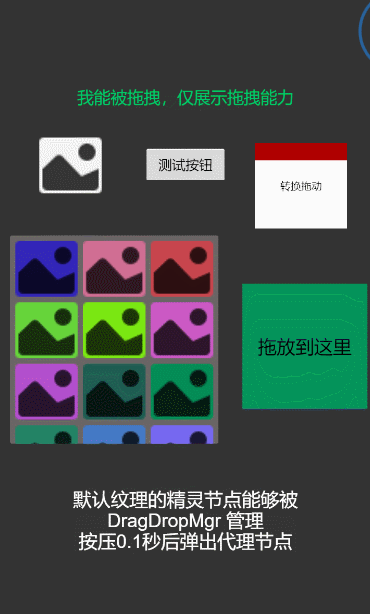 我能被拖拽，仅展示拖拽能力
测试按钮
转换拖动
拖放到这里
默认纹理的精灵节点能够被
DragDropMgr 管理
按压0.1秒后弹出代理节点